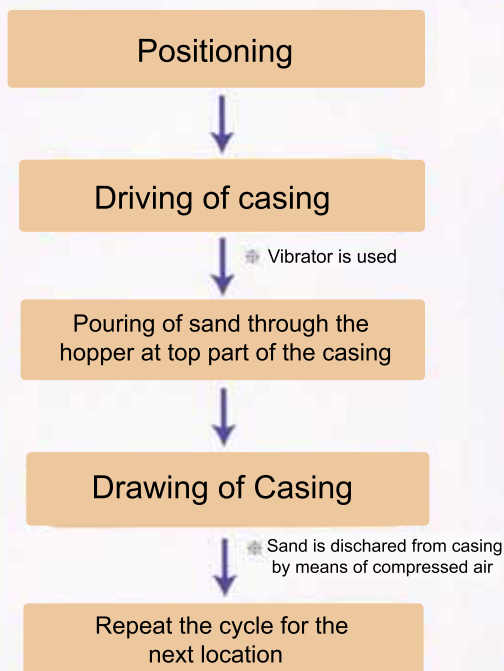 Positioning
Driving of casing
※ Vibrator is used
Pouring of sand through the
hopper at top part of the casing
Drawing of Casing
※ Sand is dischared from casing
by means of compressed air
Repeat the cycle for the
next location